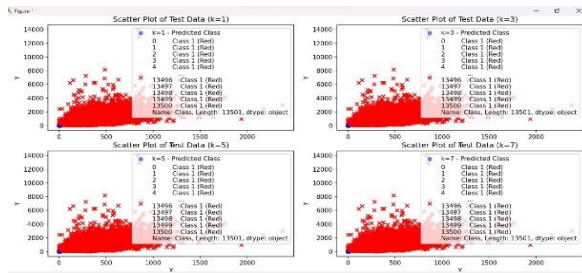 Figure 1
Scatter Plot of Test Data (k=1)
14000
12000
10000
8000
6000
4000
2000
0
Y
k=1 - Predicted Class
0 Class 1 (Red)
1 Class 1 (Red)
2 Class 1 (Red)
3 Class 1 (Red)
4 Class 1 (Red)
...
13496 Class 1 (Red)
13497 Class 1 (Red)
13498 Class 1 (Red)
13499 Class 1 (Red)
13500 Class 1 (Red)
Name: Class, Length: 13501, dtype: object
0 500 1000 1500 2000
Scatter Plot of Test Data (k=3)
14000
12000
10000
8000
6000
4000
2000
0
Y
k=3 - Predicted Class
0 Class 1 (Red)
1 Class 1 (Red)
2 Class 1 (Red)
3 Class 1 (Red)
4 Class 1 (Red)
...
13496 Class 1 (Red)
13497 Class 1 (Red)
13498 Class 1 (Red)
13499 Class 1 (Red)
13500 Class 1 (Red)
Name: Class, Length: 13501, dtype: object
0 500 1000 1500 2000
Scatter Plot of Test Data (k=5)
14000
12000
10000
8000
6000
4000
2000
0
Y
k=5 - Predicted Class
0 Class 1 (Red)
1 Class 1 (Red)
2 Class 1 (Red)
3 Class 1 (Red)
4 Class 1 (Red)
...
13496 Class 1 (Red)
13497 Class 1 (Red)
13498 Class 1 (Red)
13499 Class 1 (Red)
13500 Class 1 (Red)
Name: Class, Length: 13501, dtype: object
0 500 1000 1500 2000
Scatter Plot of Test Data (k=7)
14000
12000
10000
8000
6000
4000
2000
0
Y
k=7 - Predicted Class
0 Class 1 (Red)
1 Class 1 (Red)
2 Class 1 (Red)
3 Class 1 (Red)
4 Class 1 (Red)
...
13496 Class 1 (Red)
13497 Class 1 (Red)
13498 Class 1 (Red)
13499 Class 1 (Red)
13500 Class 1 (Red)
Name: Class, Length: 13501, dtype: object
0 500 1000 1500 2000